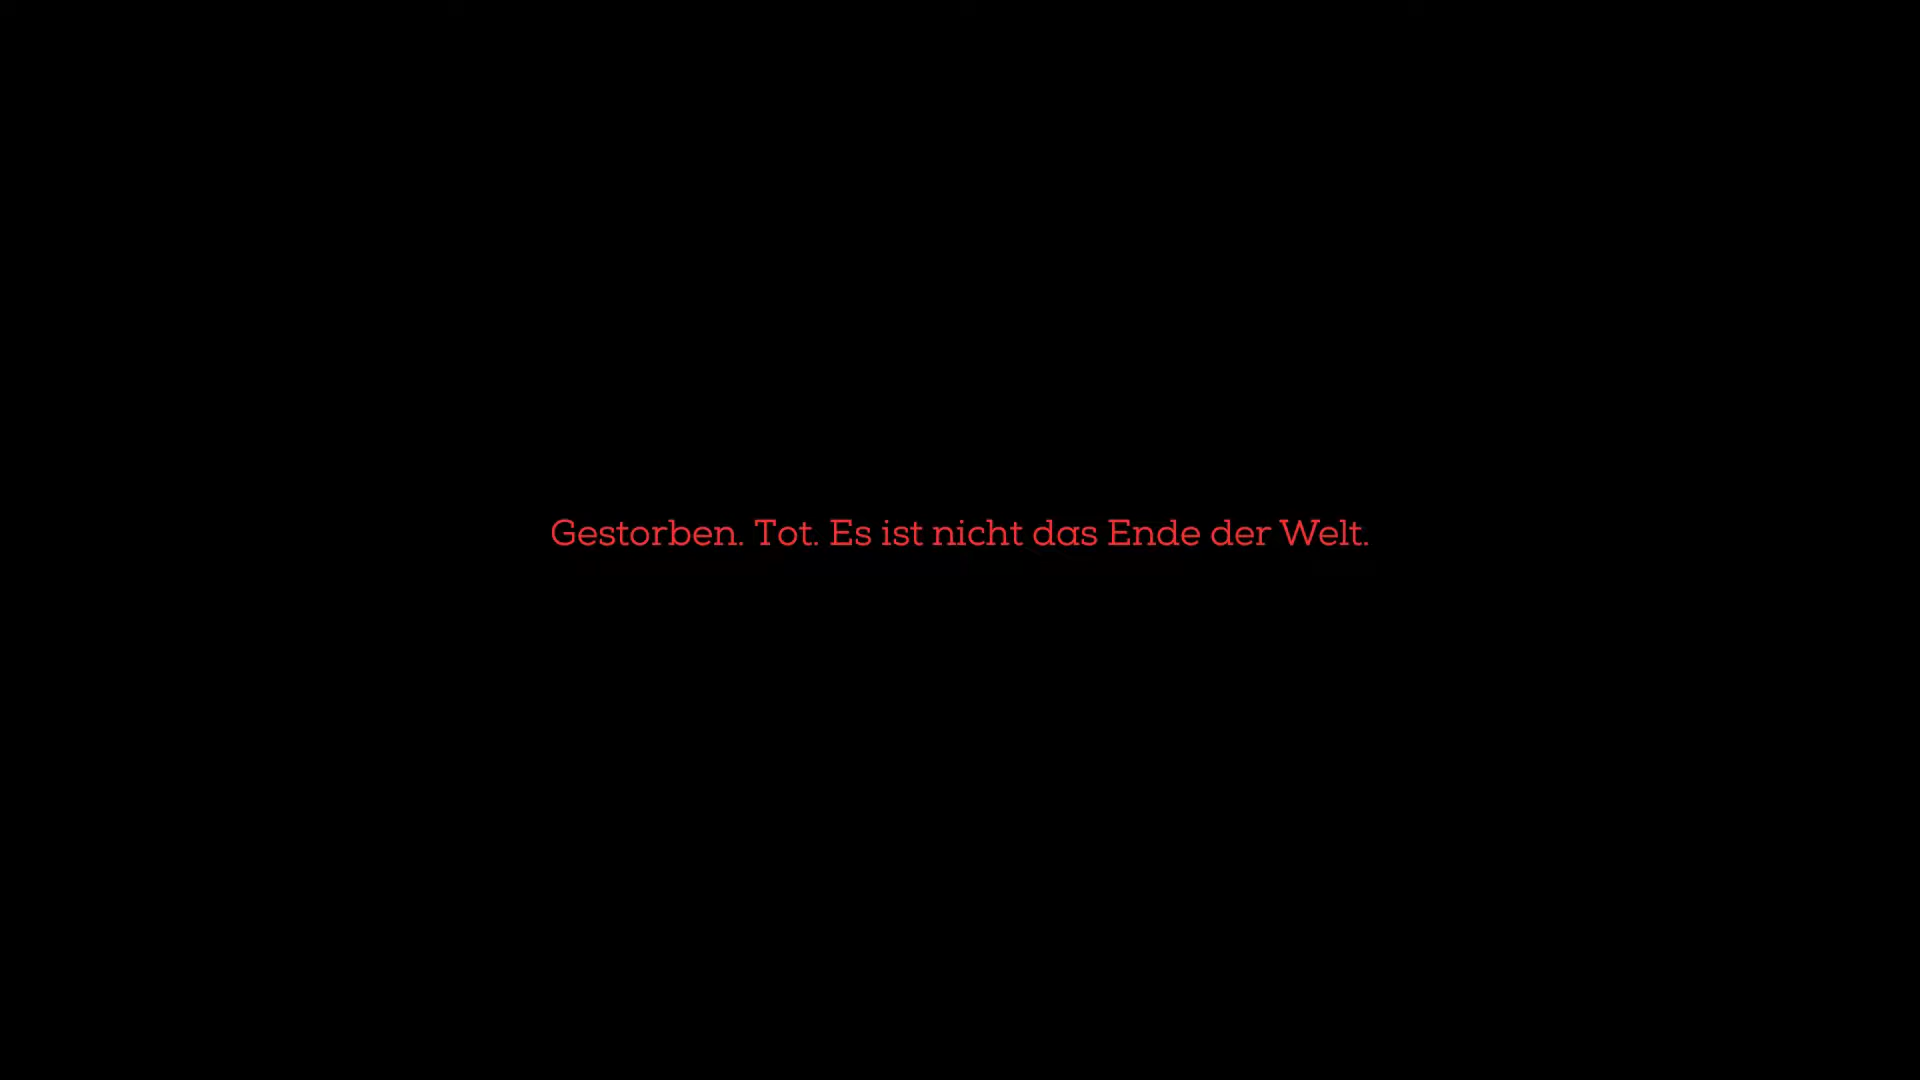 Gestorben. Tot. Es ist nicht das Ende der Welt.